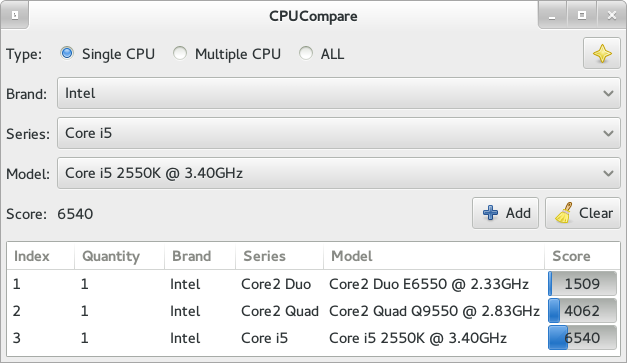 CPUCompare
Type: Single CPU Multiple CPU ALL
Brand: Intel
Series: Core i5
Model: Core i5 2550K @ 3.40GHz
Score: 6540 Add Clear
Index Quantity Brand Series Model Score
1 1 Intel Core2 Duo Core2 Duo E6550 @ 2.33GHz 1509
2 1 Intel Core2 Quad Core2 Quad Q9550 @ 2.83GHz 4062
3 1 Intel Core i5 Core i5 2550K @ 3.40GHz 6540